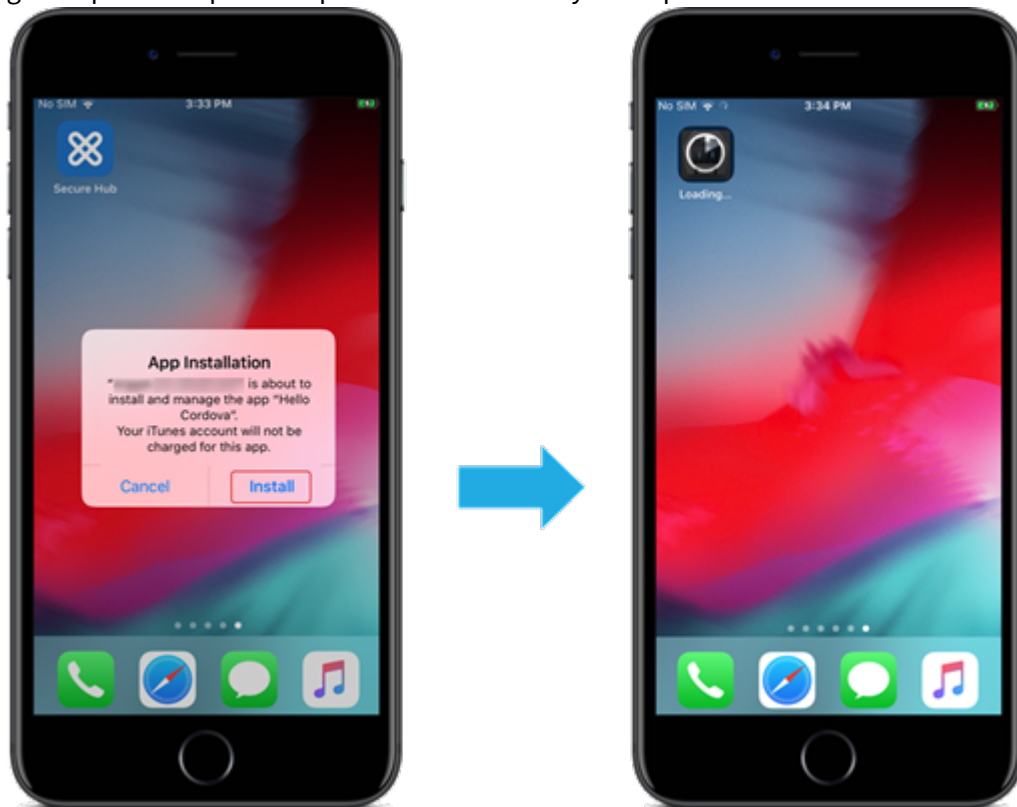 No SIM 3:33 PM
Secure Hub
App Installation
" is about to
install and manage the app "Hello
Cordova".
Your iTunes account will not be
charged for this app.
Cancel Install
No SIM 3:34 PM
Loading...